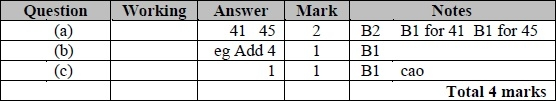 Question Working Answer Mark Notes
(a) 41 45 2 B2 B1 for 41 B1 for 45
(b) eg Add 4 1 B1
(c) 1 1 B1 cao
Total 4 marks